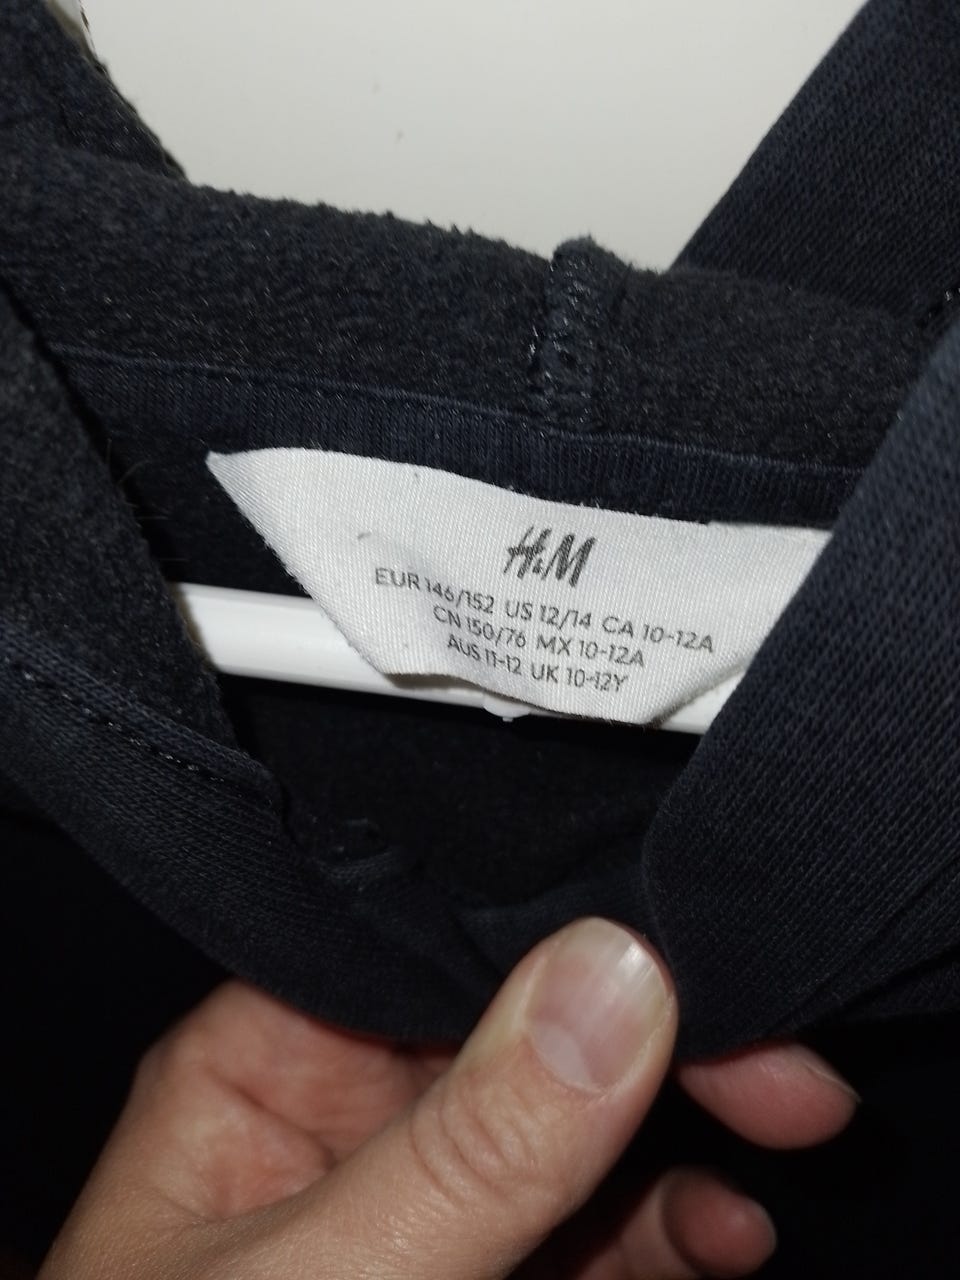 H&M
EUR 146/152 US 12/14 CA 10-12A
CN 150/76 MX 10-12A
AUS 11-12 UK 10-12Y